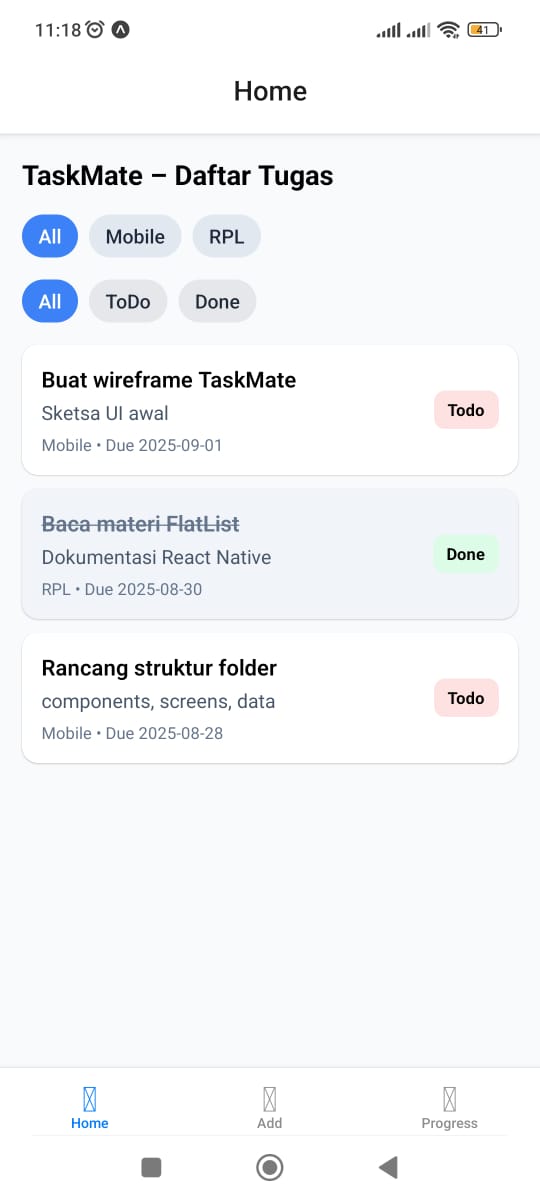 11:18
41
Home
TaskMate – Daftar Tugas
All Mobile RPL
All ToDo Done
Buat wireframe TaskMate
Sketsa UI awal
Mobile • Due 2025-09-01
Todo
Baca materi FlatList
Dokumentasi React Native
RPL • Due 2025-08-30
Done
Rancang struktur folder
components, screens, data
Mobile • Due 2025-08-28
Todo
Home Add Progress